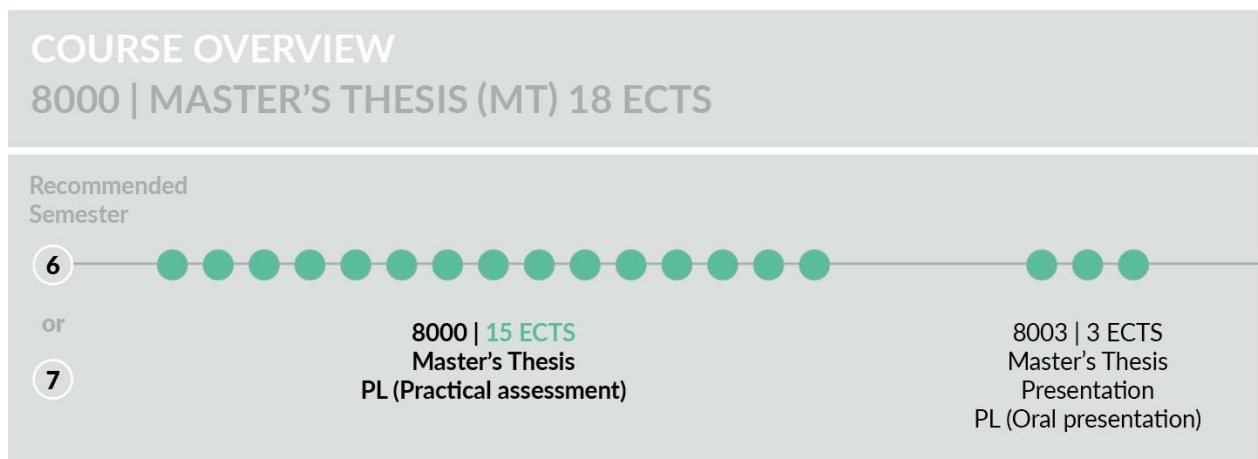 COURSE OVERVIEW
8000 | MASTER’S THESIS (MT) 18 ECTS
Recommended
Semester
6
or
7
8000 | 15 ECTS
Master’s Thesis
PL (Practical assessment)
8003 | 3 ECTS
Master’s Thesis
Presentation
PL (Oral presentation)